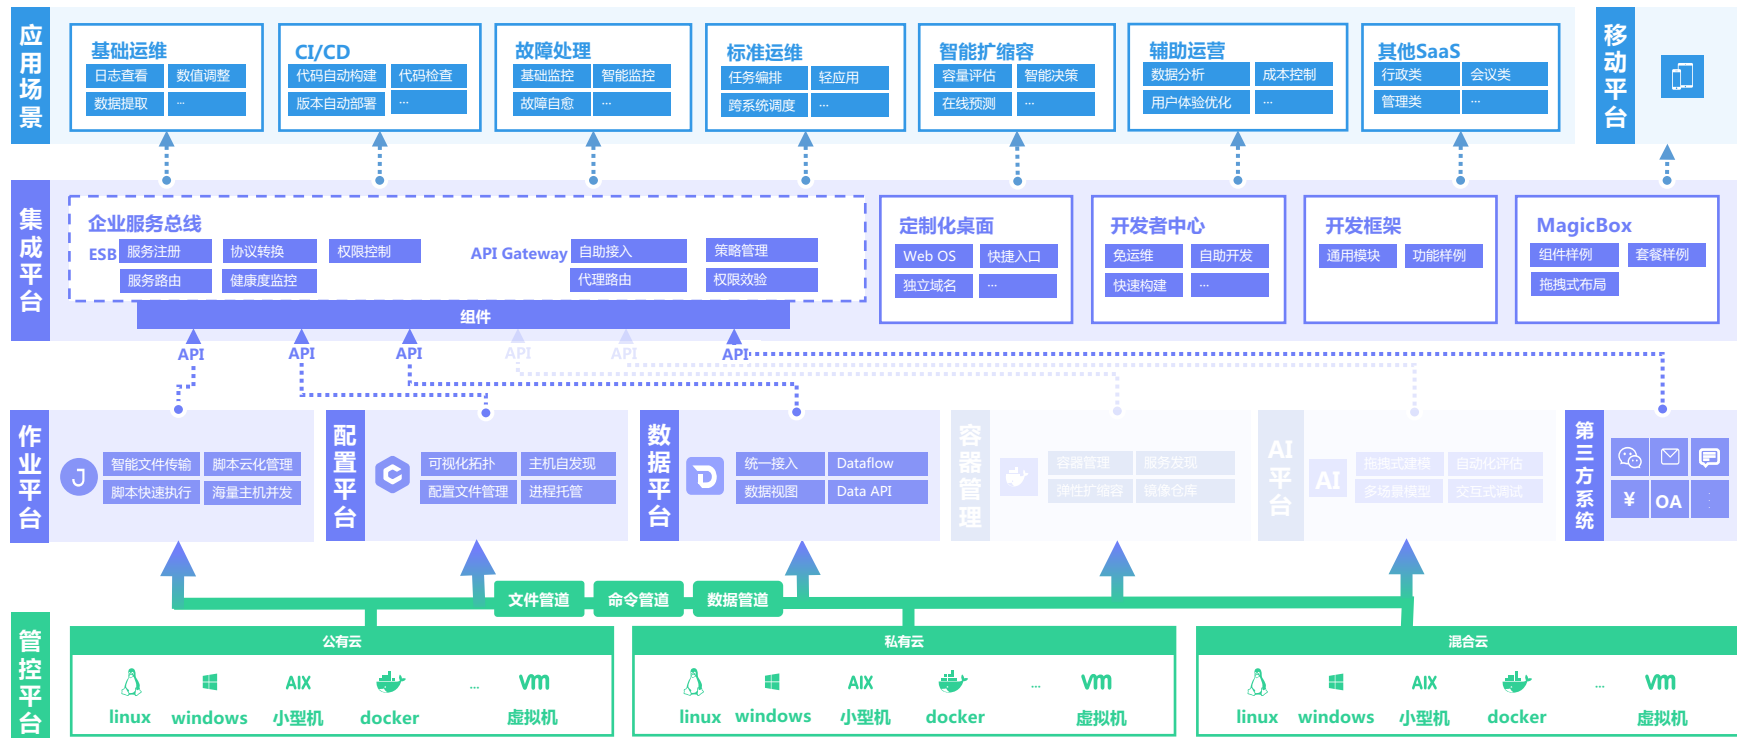 应用场景
基础运维
日志查看 数值调整
数据提取 ...
CI/CD
代码自动构建 代码检查
版本自动部署 ...
故障处理
基础监控 智能监控
故障自愈 ...
标准运维
任务编排 轻应用
跨系统调度 ...
智能扩缩容
容量评估 智能决策
在线预测 ...
辅助运营
数据分析 成本控制
用户体验优化 ...
其他SaaS
行政类 会议类
管理类 ...
移动平台
集成平台
企业服务总线
ESB 服务注册 协议转换 权限控制
服务路由 健康度监控
API Gateway 自助接入 策略管理
代理路由 权限效验
组件
定制化桌面
Web OS 快捷入口
独立域名 ...
开发者中心
免运维 自助开发
快速构建 ...
开发框架
通用模块 功能样例
MagicBox
组件样例 套餐样例
拖拽式布局
API API API API API API
作业平台
J
智能文件传输 脚本云化管理
脚本快速执行 海量主机并发
配置平台
C
可视化拓扑 主机自发现
配置文件管理 进程托管
数据平台
D
统一接入 Dataflow
数据视图 Data API
容器管理
容器管理 服务发现
弹性扩缩容 镜像仓库
AI平台
AI
拖拽式建模 自动化评估
多场景模型 交互式调试
第三方系统
¥ OA ...
文件管道 命令管道 数据管道
管控平台
公有云
AIX ... vm
linux windows 小型机 docker 虚拟机
私有云
AIX ... vm
linux windows 小型机 docker 虚拟机
混合云
AIX ... vm
linux windows 小型机 docker 虚拟机